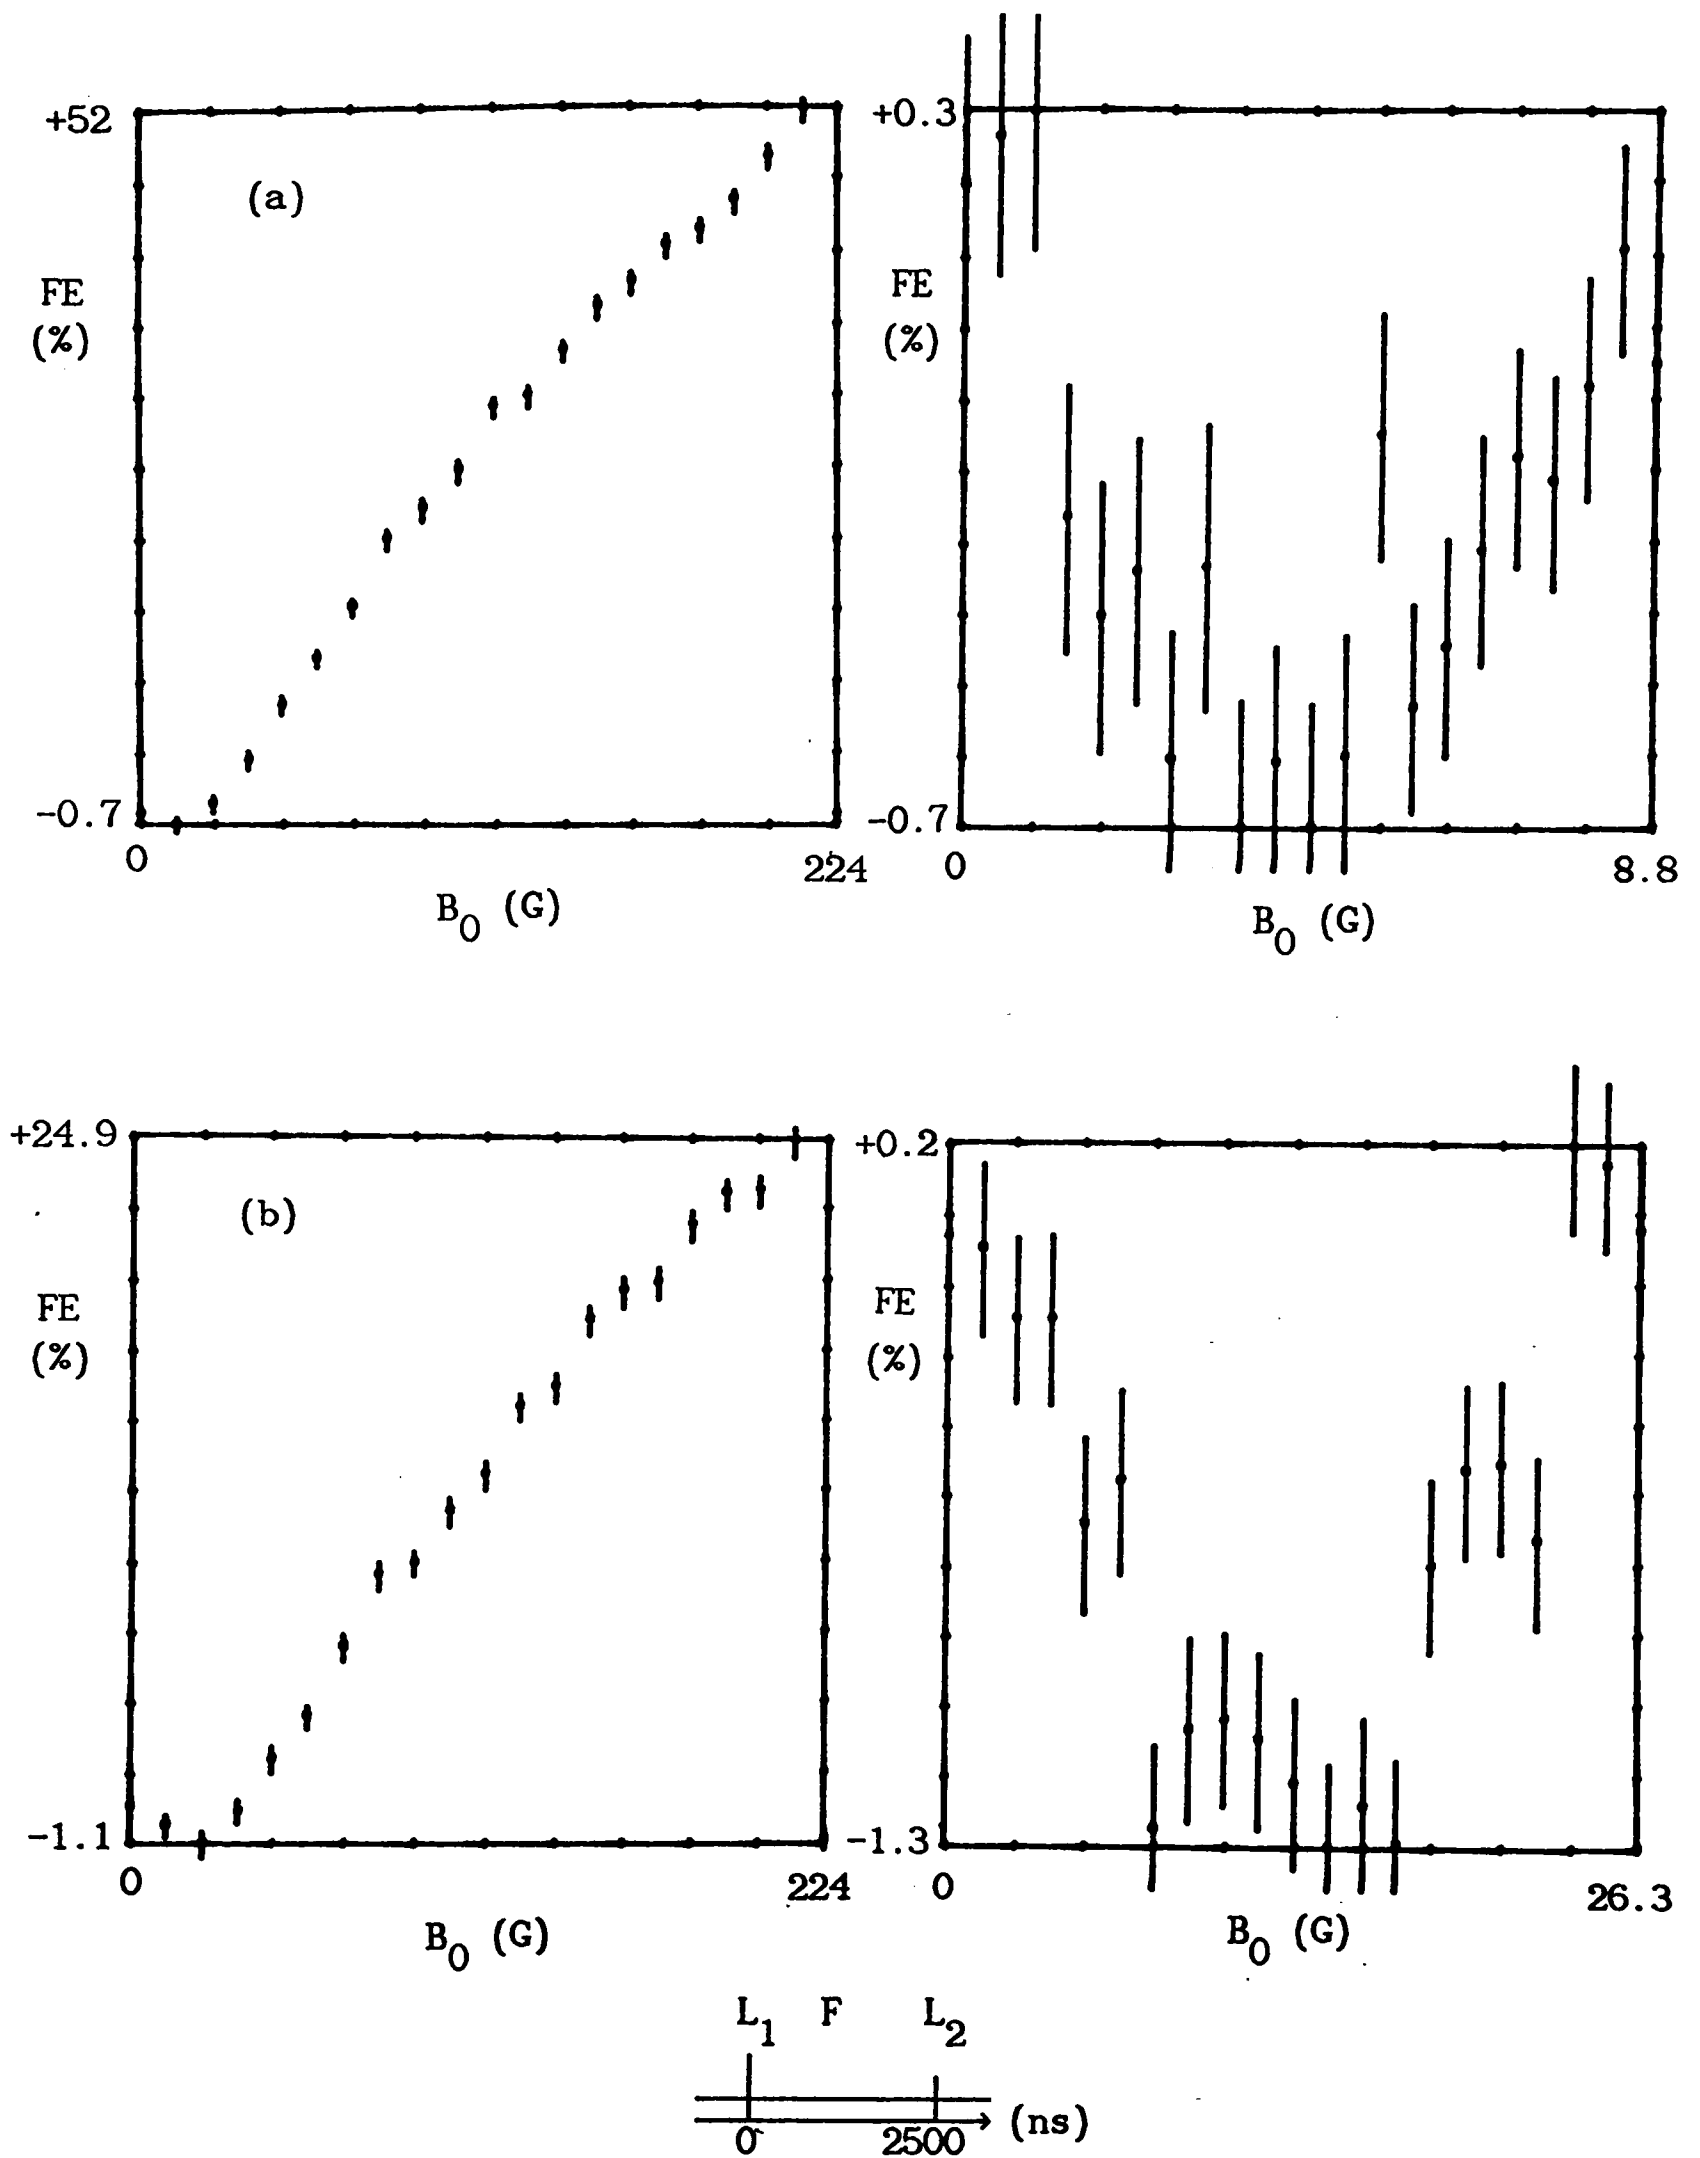 +52
+0.3
(a)
FE
(%)
FE
(%)
-0.7
-0.7
0
224
0
8.8
B0 (G)
B0 (G)
+24.9
+0.2
(b)
FE
(%)
FE
(%)
-1.1
-1.3
0
224
0
26.3
B0 (G)
B0 (G)
L1 F L2
0 2500 (ns)